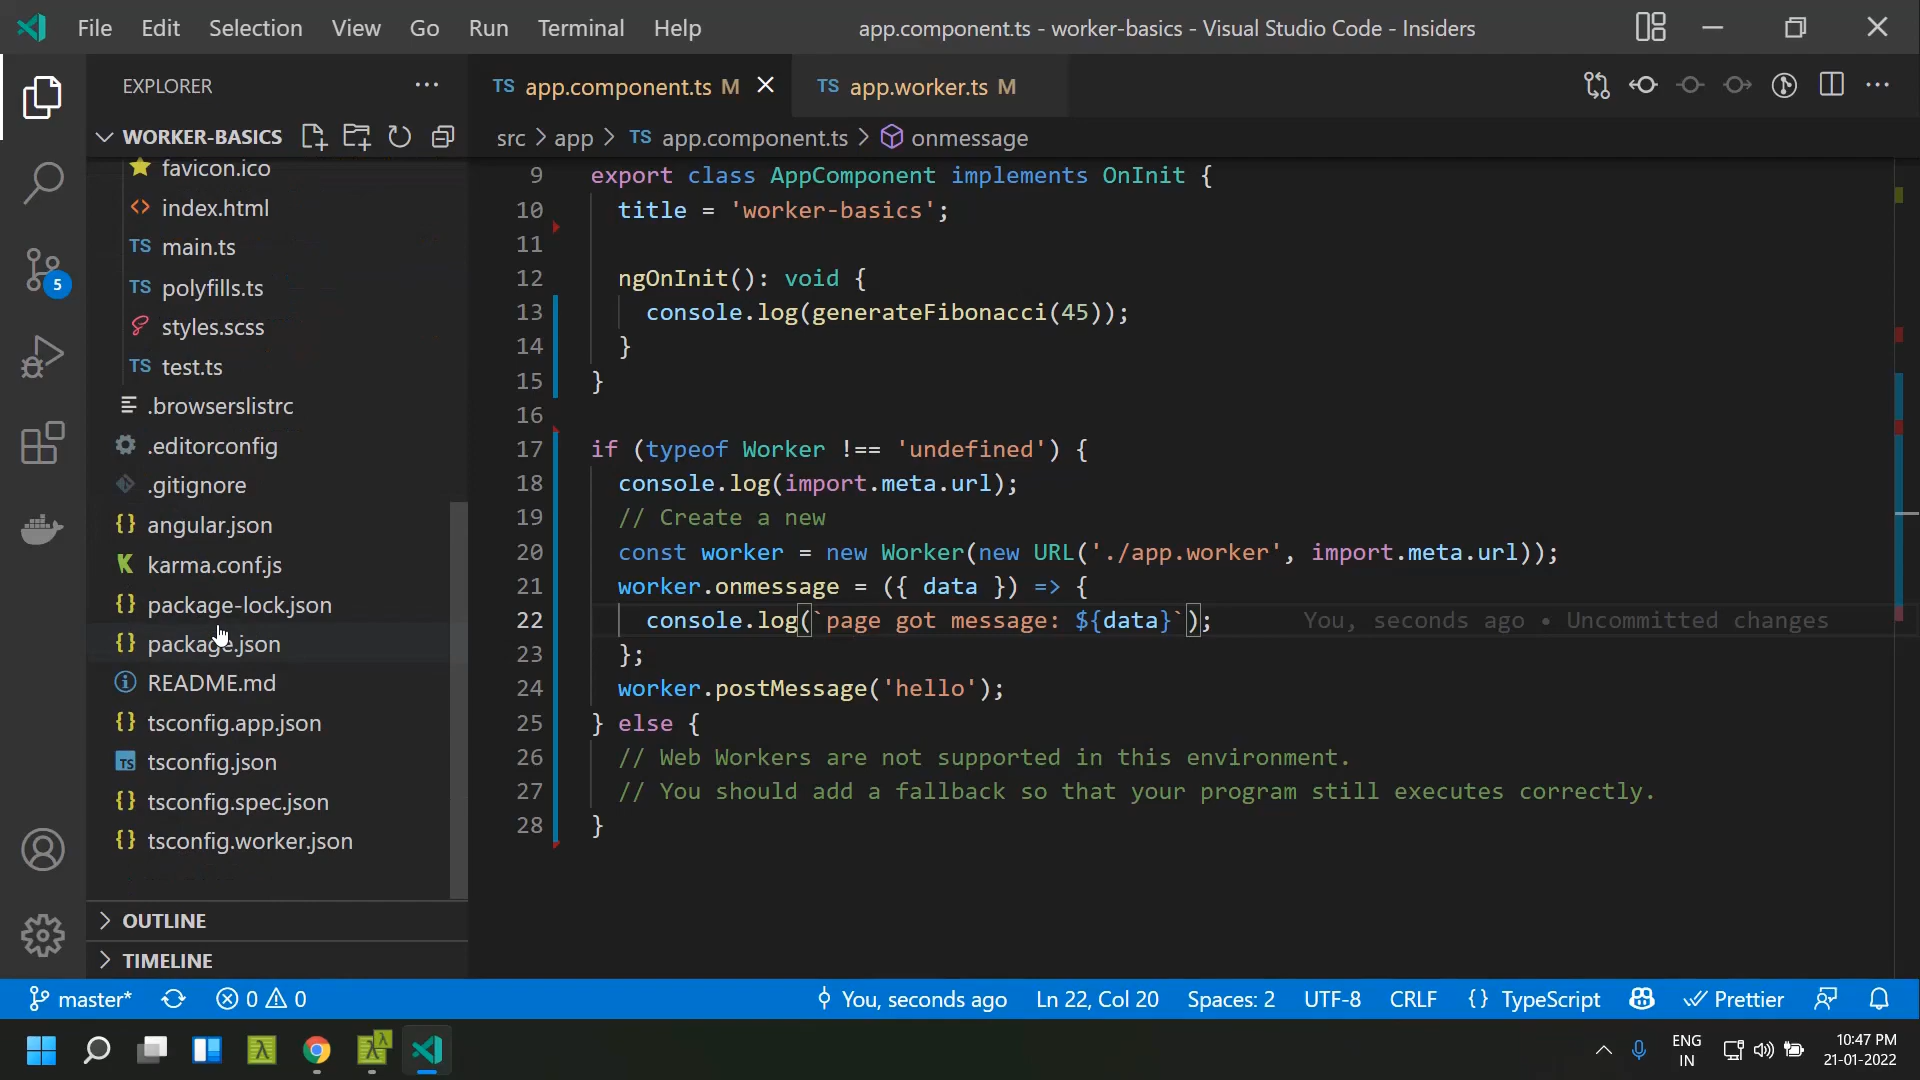 File Edit Selection View Go Run Terminal Help app.component.ts - worker-basics - Visual Studio Code - Insiders
EXPLORER
WORKER-BASICS
favicon.ico
index.html
TS main.ts
TS polyfills.ts
styles.scss
TS test.ts
.browserslistrc
.editorconfig
.gitignore
{} angular.json
karma.conf.js
{} package-lock.json
{} package.json
README.md
{} tsconfig.app.json
TS tsconfig.json
{} tsconfig.spec.json
{} tsconfig.worker.json
OUTLINE
TIMELINE
5
TS app.component.ts M TS app.worker.ts M
src > app > TS app.component.ts > onmessage
9 export class AppComponent implements OnInit {
10 title = 'worker-basics';
11
12 ngOnInit(): void {
13 console.log(generateFibonacci(45));
14 }
15 }
16
17 if (typeof Worker !== 'undefined') {
18 console.log(import.meta.url);
19 // Create a new
20 const worker = new Worker(new URL('./app.worker', import.meta.url));
21 worker.onmessage = ({ data }) => {
22 console.log(`page got message: ${data}`); You, seconds ago • Uncommitted changes
23 };
24 worker.postMessage('hello');
25 } else {
26 // Web Workers are not supported in this environment.
27 // You should add a fallback so that your program still executes correctly.
28 }
master* 0 0 You, seconds ago Ln 22, Col 20 Spaces: 2 UTF-8 CRLF {} TypeScript Prettier
ENG
IN
10:47 PM
21-01-2022